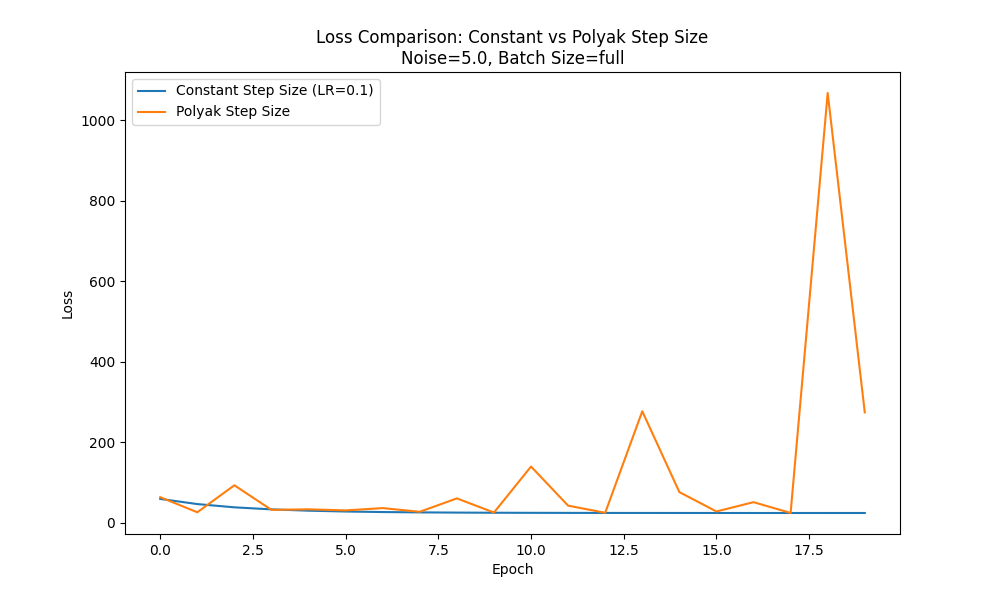 Loss Comparison: Constant vs Polyak Step Size
Noise=5.0, Batch Size=full
Constant Step Size (LR=0.1)
Polyak Step Size
1000
800
600
400
200
0
Loss
0.0
2.5
5.0
7.5
10.0
12.5
15.0
17.5
Epoch